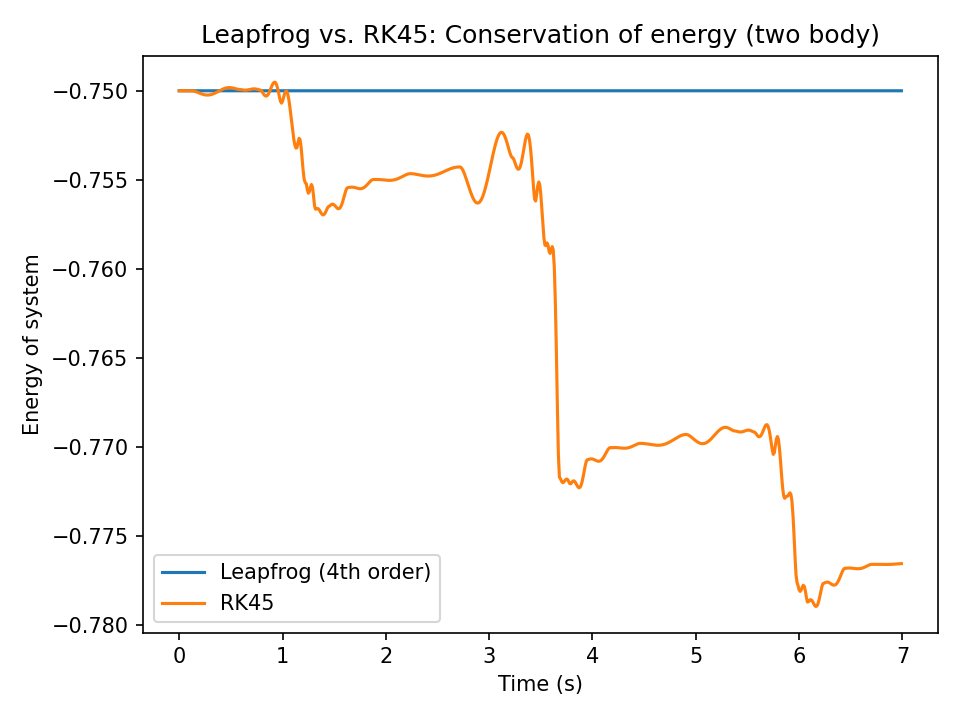 Leapfrog vs. RK45: Conservation of energy (two body)
Energy of system
−0.750
−0.755
−0.760
−0.765
−0.770
−0.775
−0.780
Leapfrog (4th order)
RK45
0 1 2 3 4 5 6 7
Time (s)